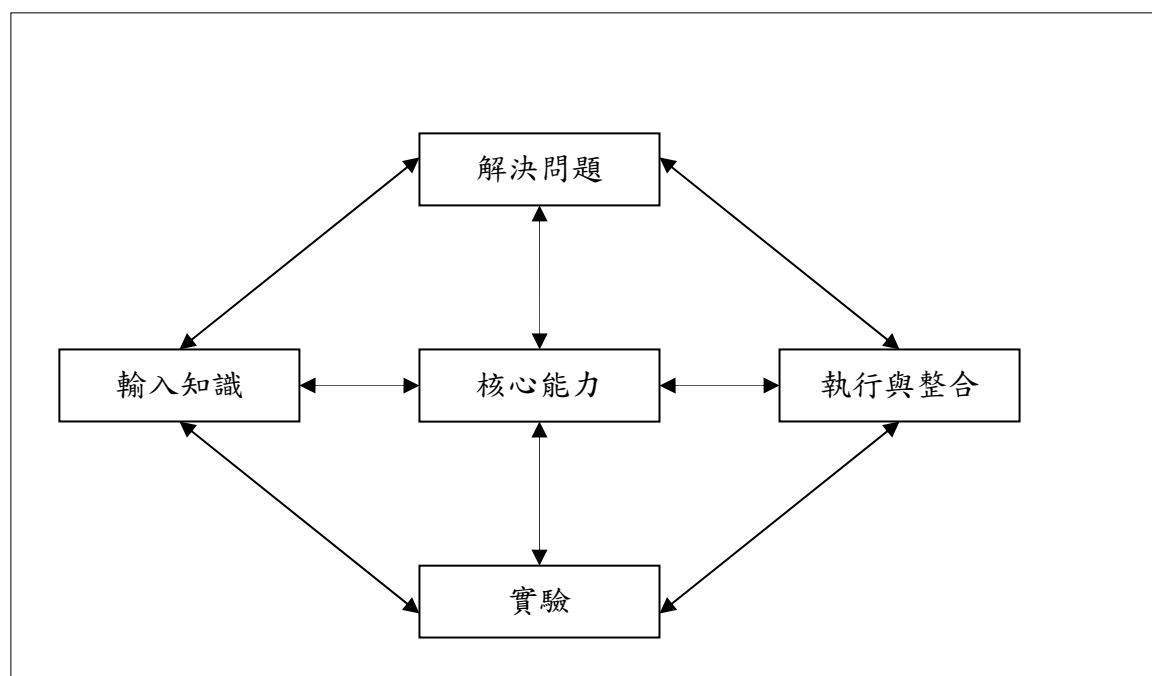 解決問題
輸入知識
核心能力
執行與整合
實驗